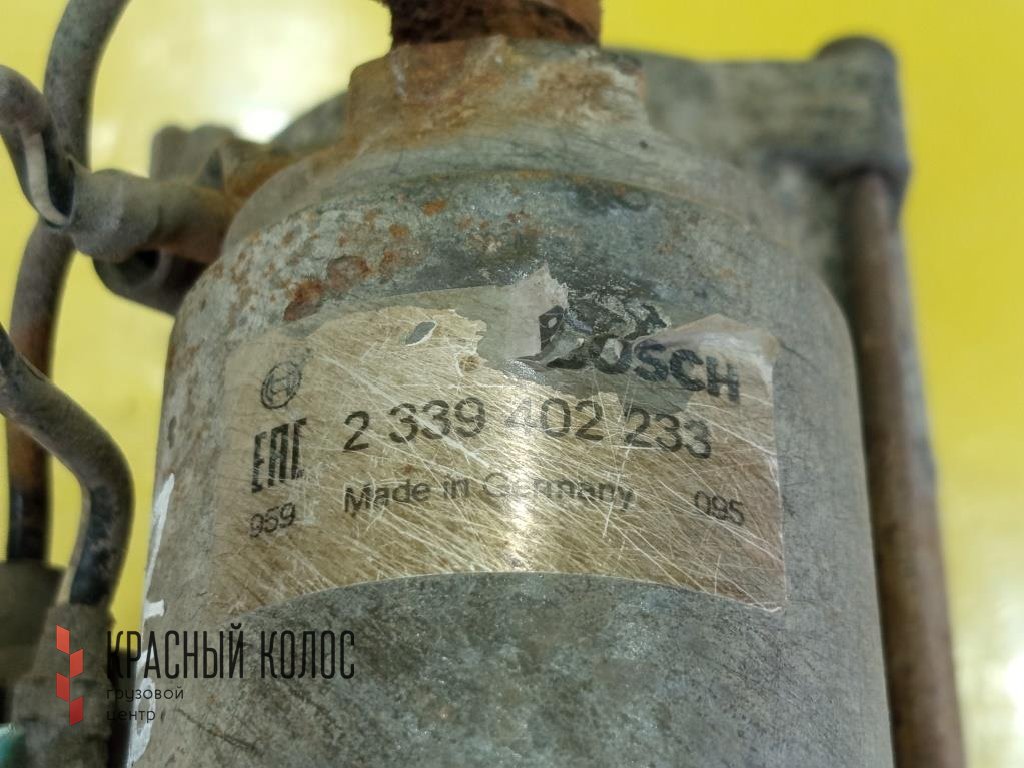 BOSCH
EAC 2 339 402 233
959 Made in Germany 095
КРАСНЫЙ КОЛОС
грузовой
центр